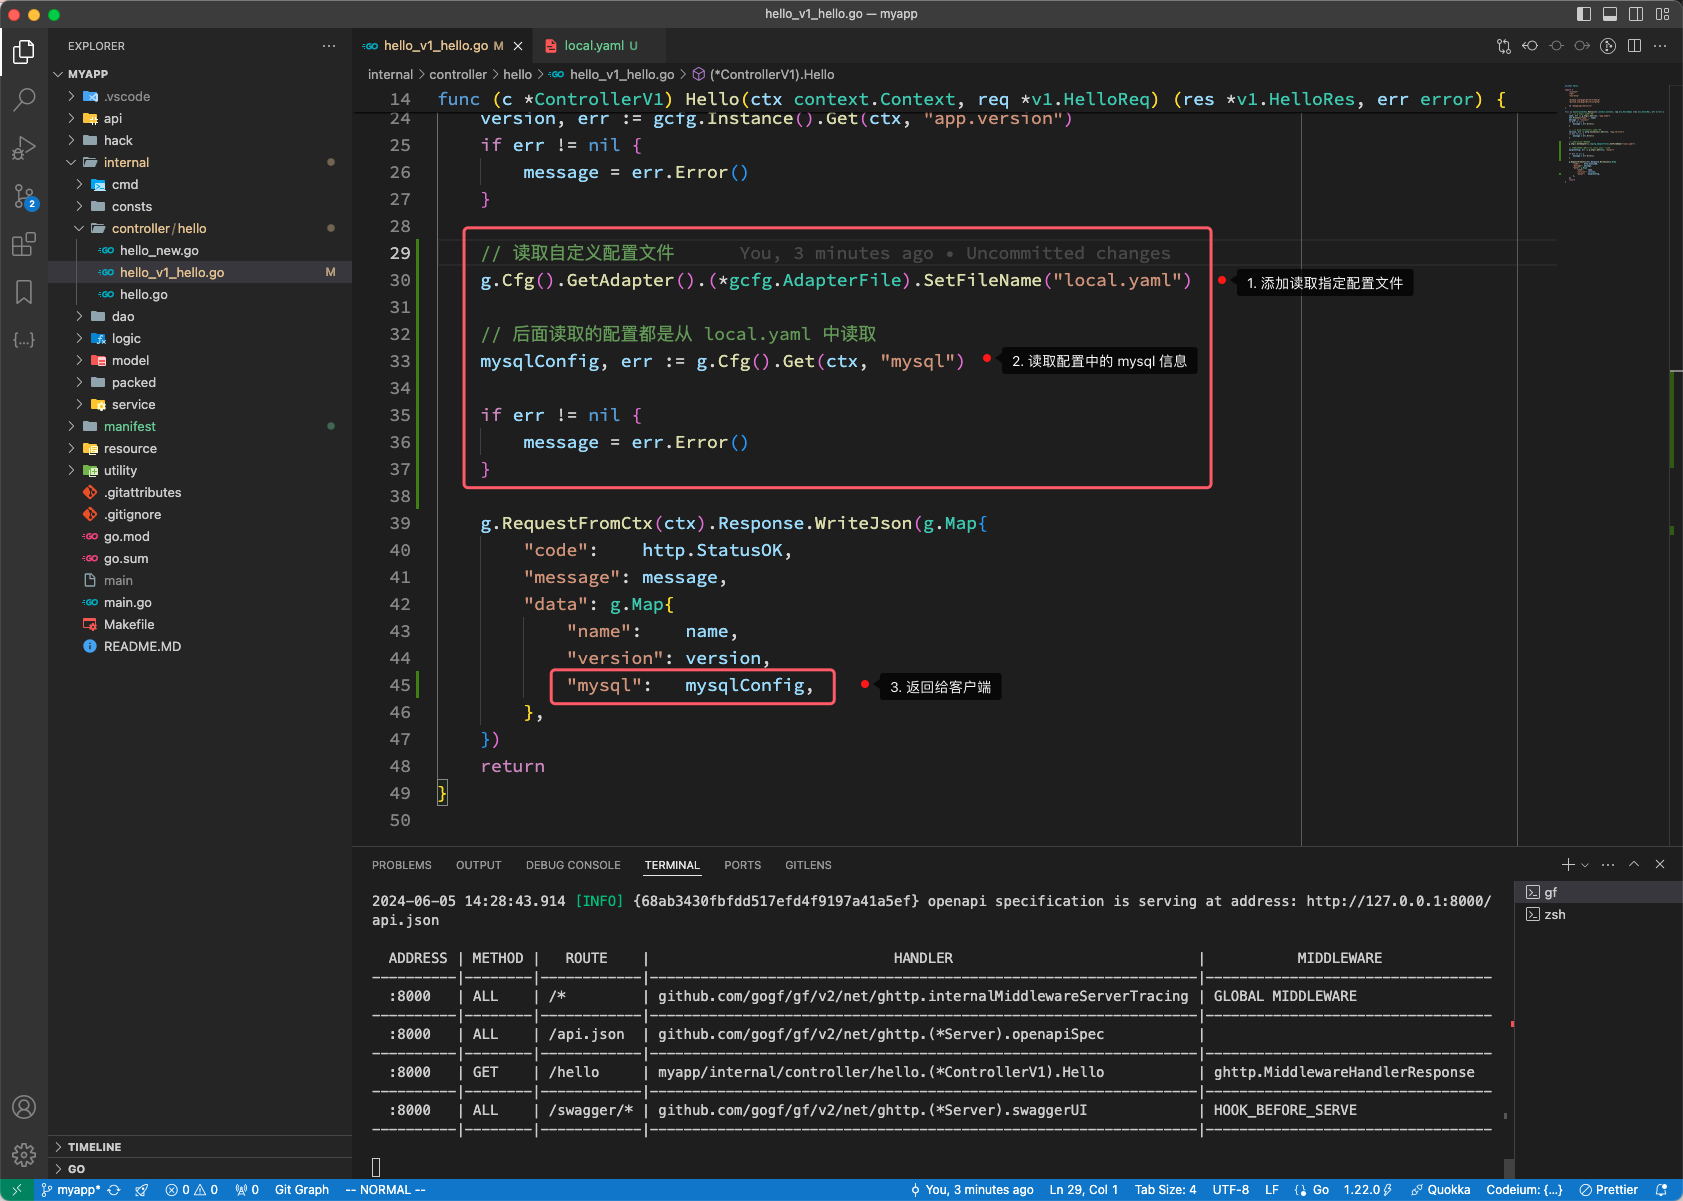 hello_v1_hello.go — myapp
EXPLORER
MYAPP
.vscode
api
hack
internal
cmd
consts
controller/hello
hello_new.go
hello_v1_hello.go M
hello.go
dao
logic
model
packed
service
manifest
resource
utility
.gitattributes
.gitignore
go.mod
go.sum
main
main.go
Makefile
README.MD
TIMELINE
GO
2
hello_v1_hello.go M
local.yaml U
internal > controller > hello > hello_v1_hello.go > (*ControllerV1).Hello
14 func (c *ControllerV1) Hello(ctx context.Context, req *v1.HelloReq) (res *v1.HelloRes, err error) {
24 version, err := gcfg.Instance().Get(ctx, "app.version")
25 if err != nil {
26 message = err.Error()
27 }
28
29 // 读取自定义配置文件 You, 3 minutes ago • Uncommitted changes
30 g.Cfg().GetAdapter().(*gcfg.AdapterFile).SetFileName("local.yaml")
1. 添加读取指定配置文件
31
32 // 后面读取的配置都是从 local.yaml 中读取
33 mysqlConfig, err := g.Cfg().Get(ctx, "mysql")
2. 读取配置中的 mysql 信息
34
35 if err != nil {
36 message = err.Error()
37 }
38
39 g.RequestFromCtx(ctx).Response.WriteJson(g.Map{
40 "code": http.StatusOK,
41 "message": message,
42 "data": g.Map{
43 "name": name,
44 "version": version,
45 "mysql": mysqlConfig,
3. 返回给客户端
46 },
47 })
48 return
49 }
50
PROBLEMS OUTPUT DEBUG CONSOLE TERMINAL PORTS GITLENS
2024-06-05 14:28:43.914 [INFO] {68ab3430fbfdd517efd4f9197a41a5ef} openapi specification is serving at address: http://127.0.0.1:8000/
api.json
ADDRESS | METHOD | ROUTE | HANDLER | MIDDLEWARE
:8000 | ALL | /* | github.com/gogf/gf/v2/net/ghttp.internalMiddlewareServerTracing | GLOBAL MIDDLEWARE
:8000 | ALL | /api.json | github.com/gogf/gf/v2/net/ghttp.(*Server).openapiSpec |
:8000 | GET | /hello | myapp/internal/controller/hello.(*ControllerV1).Hello | ghttp.MiddlewareHandlerResponse
:8000 | ALL | /swagger/* | github.com/gogf/gf/v2/net/ghttp.(*Server).swaggerUI | HOOK_BEFORE_SERVE
gf
zsh
myapp* 0 0 0 Git Graph -- NORMAL -- You, 3 minutes ago Ln 29, Col 1 Tab Size: 4 UTF-8 LF Go 1.22.0 Quokka Codeium: {...} Prettier